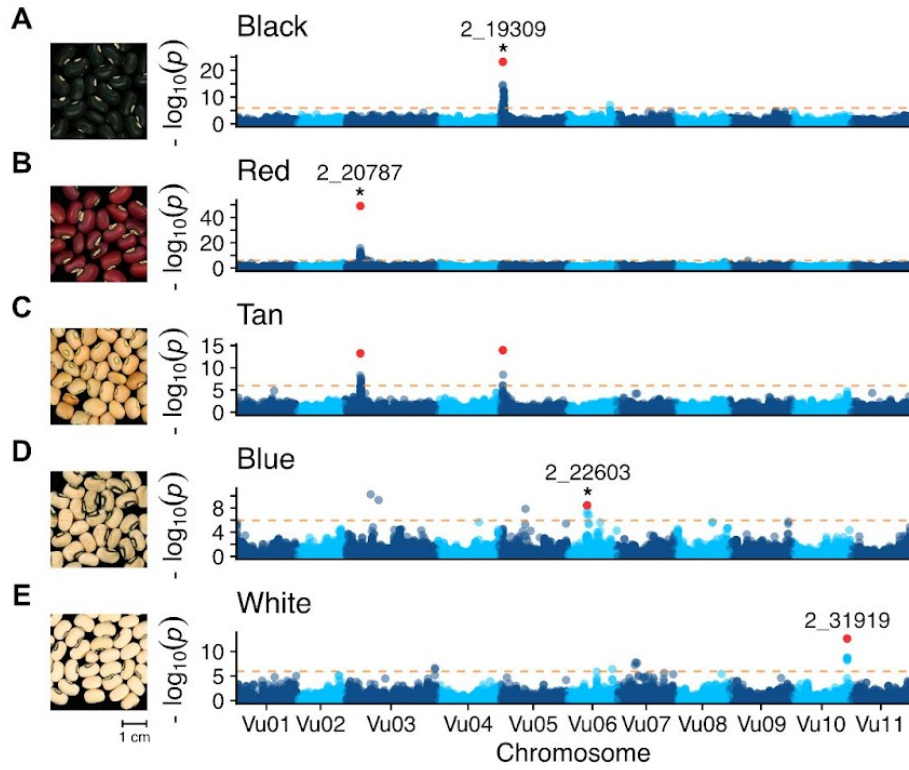 A
Black
2_19309
*
- log10(p)
20
10
0
B
Red
2_20787
*
- log10(p)
40
20
0
C
Tan
- log10(p)
15
10
5
0
D
Blue
2_22603
*
- log10(p)
8
4
0
E
White
2_31919
- log10(p)
10
5
0
1 cm
Vu01 Vu02 Vu03 Vu04 Vu05 Vu06 Vu07 Vu08 Vu09 Vu10 Vu11
Chromosome